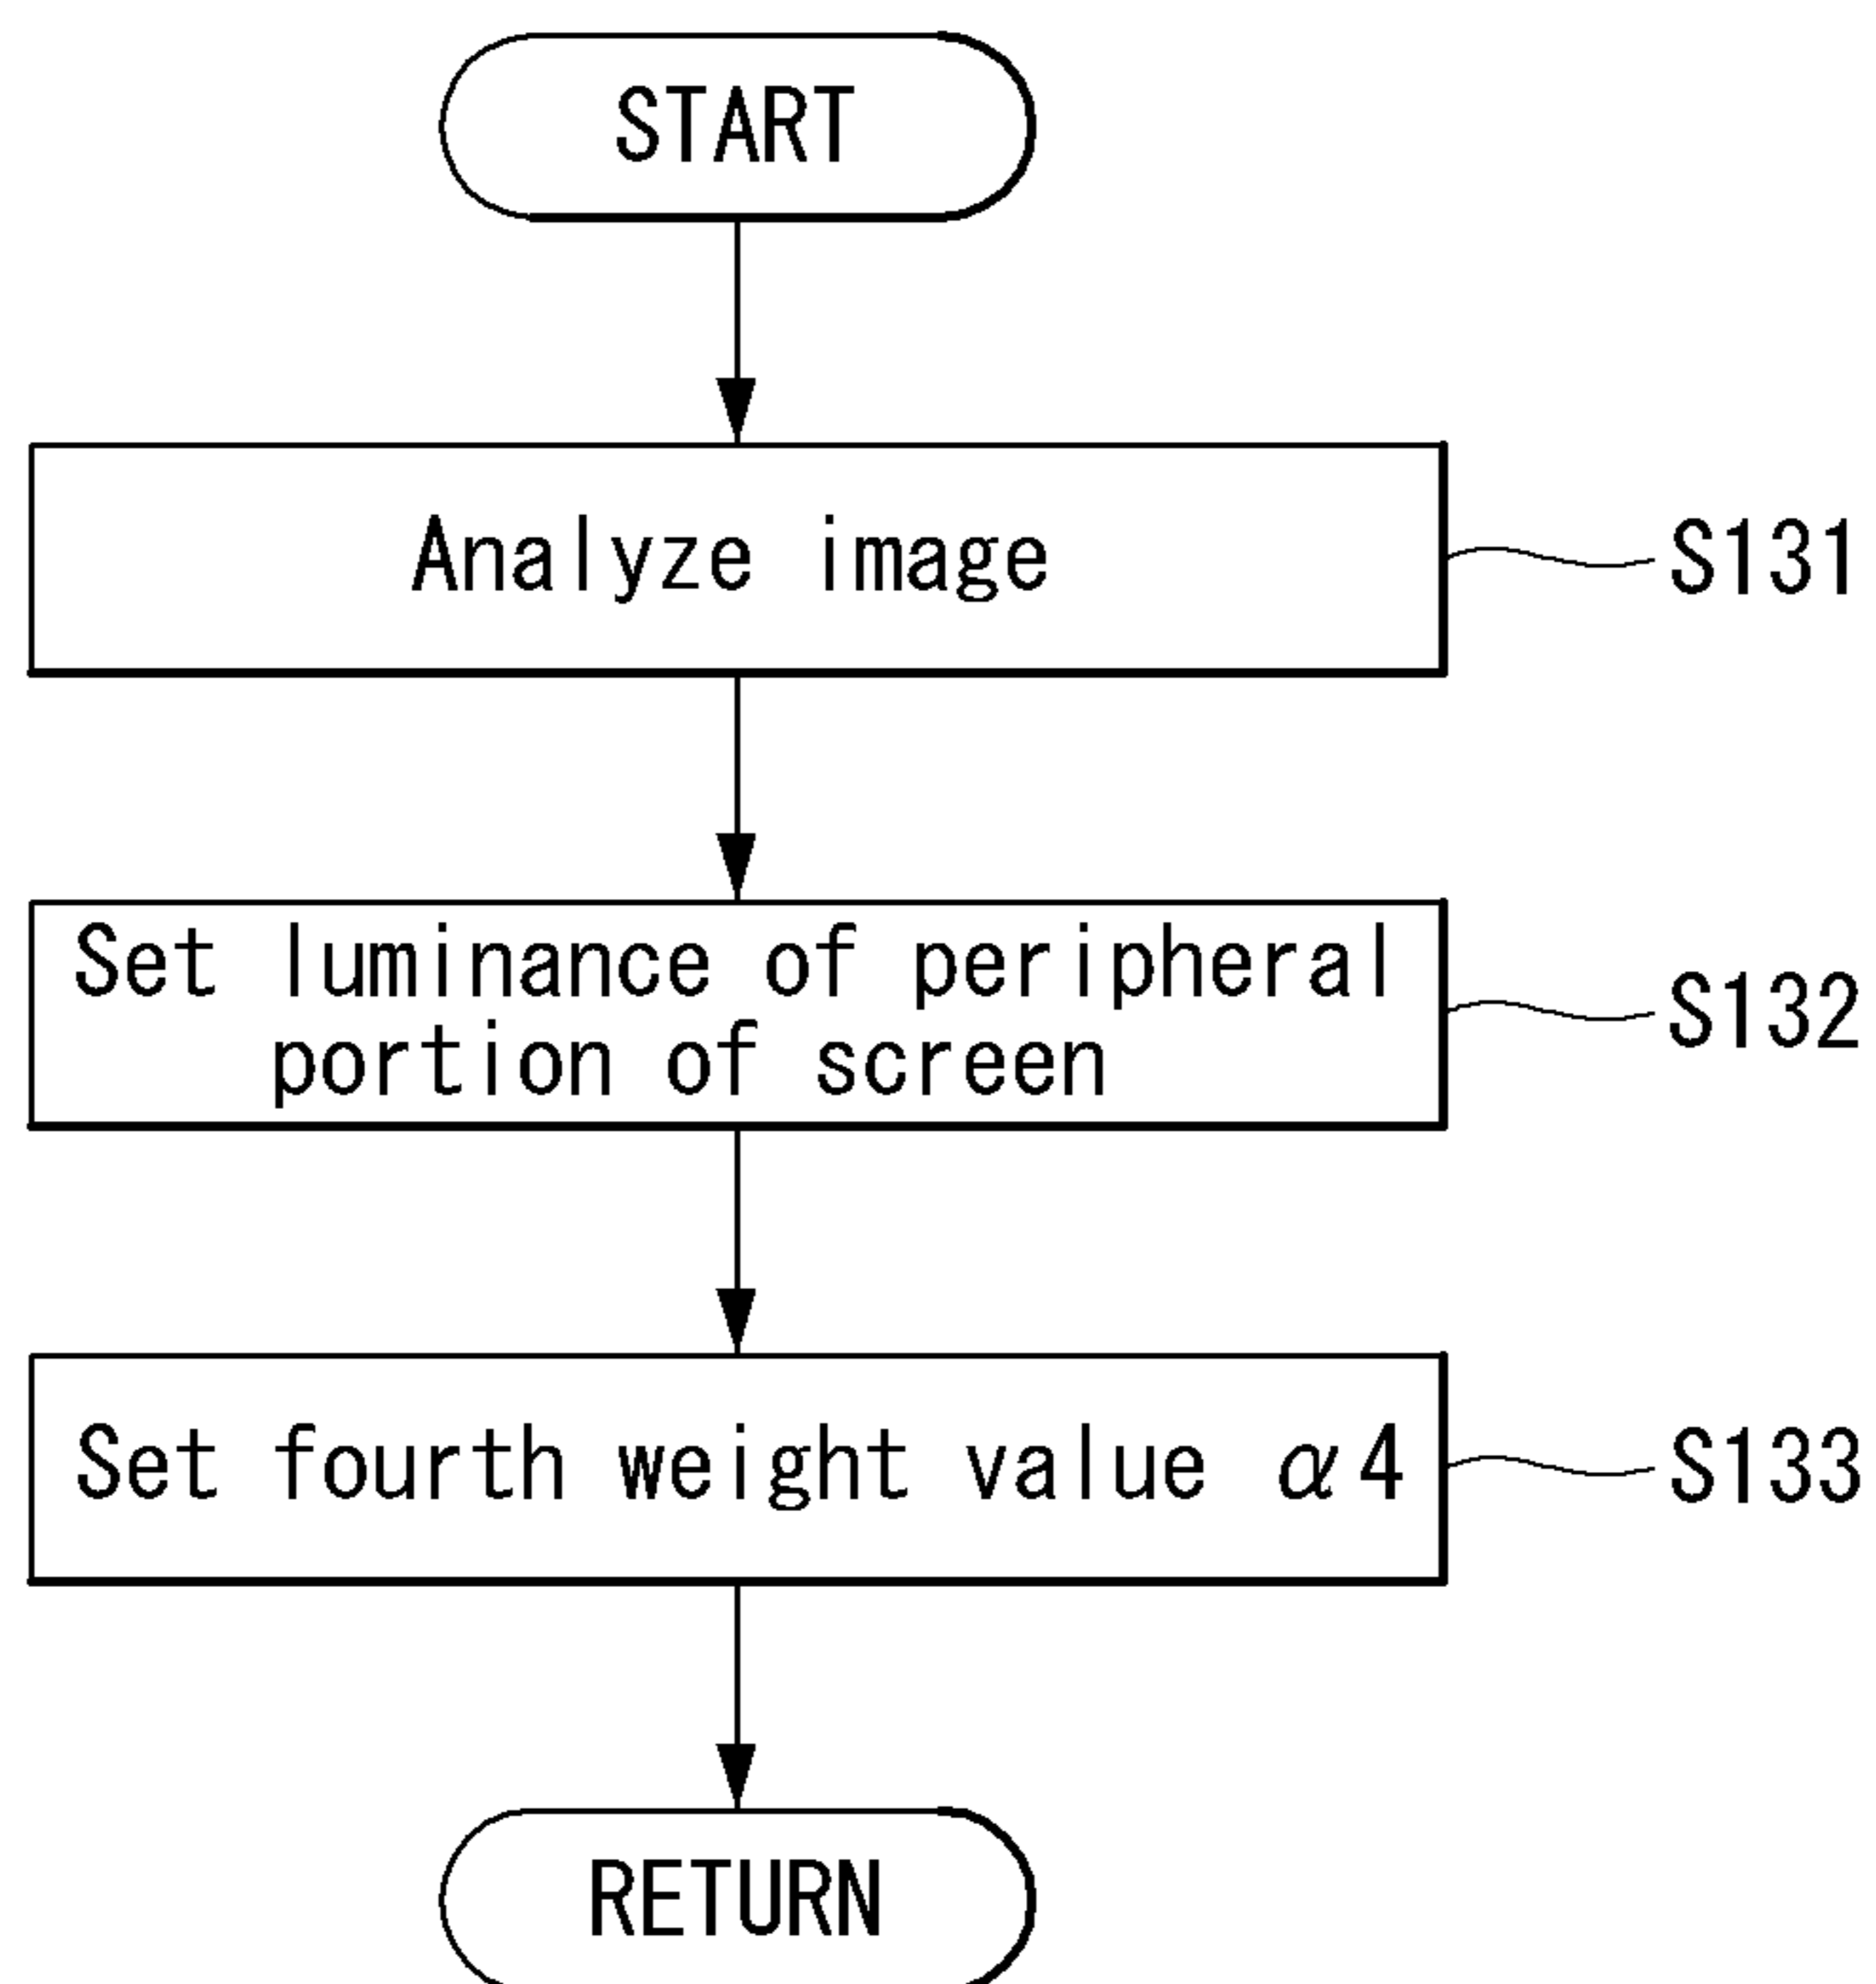 START
Analyze image
S131
Set luminance of peripheral
portion of screen
S132
Set fourth weight value α4
S133
RETURN